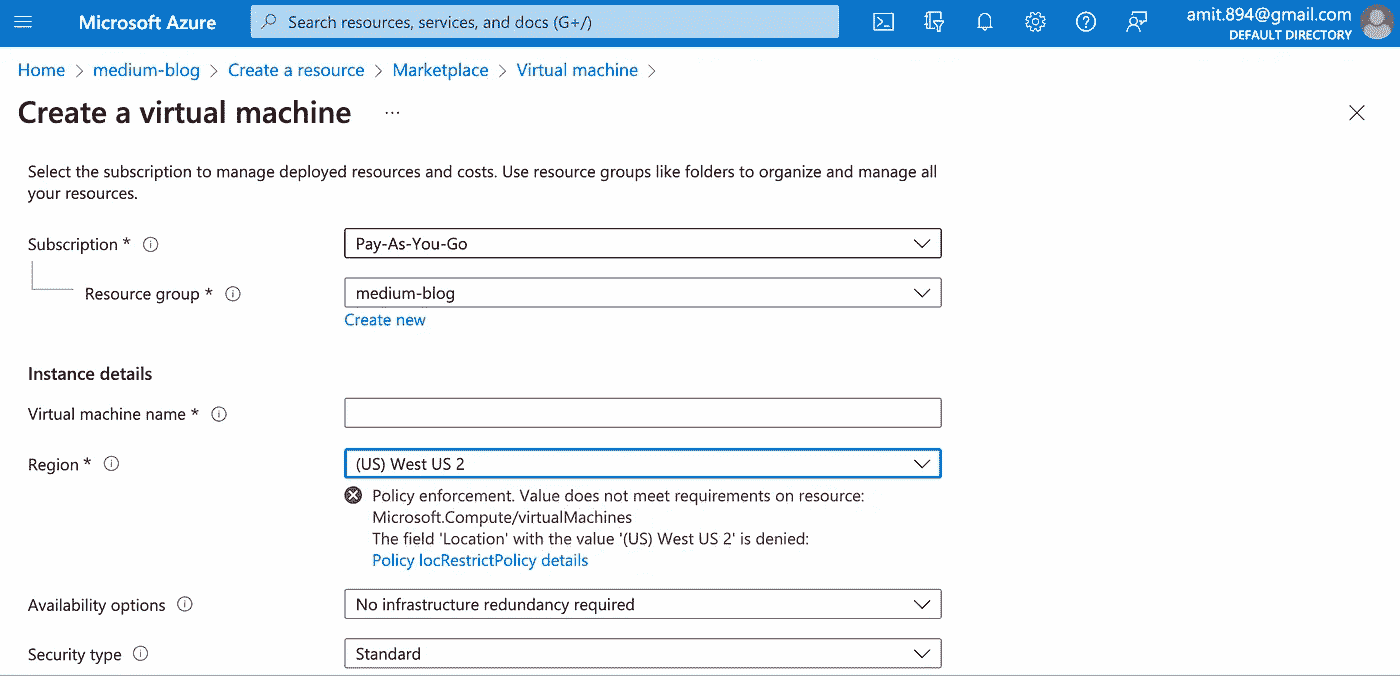 Microsoft Azure
Search resources, services, and docs (G+/)
amit.894@gmail.com
DEFAULT DIRECTORY
Home > medium-blog > Create a resource > Marketplace > Virtual machine >
Create a virtual machine ...
Select the subscription to manage deployed resources and costs. Use resource groups like folders to organize and manage all
your resources.
Subscription *
Pay-As-You-Go
Resource group *
medium-blog
Create new
Instance details
Virtual machine name *
Region *
(US) West US 2
Policy enforcement. Value does not meet requirements on resource:
Microsoft.Compute/virtualMachines
The field 'Location' with the value '(US) West US 2' is denied:
Policy locRestrictPolicy details
Availability options
No infrastructure redundancy required
Security type
Standard